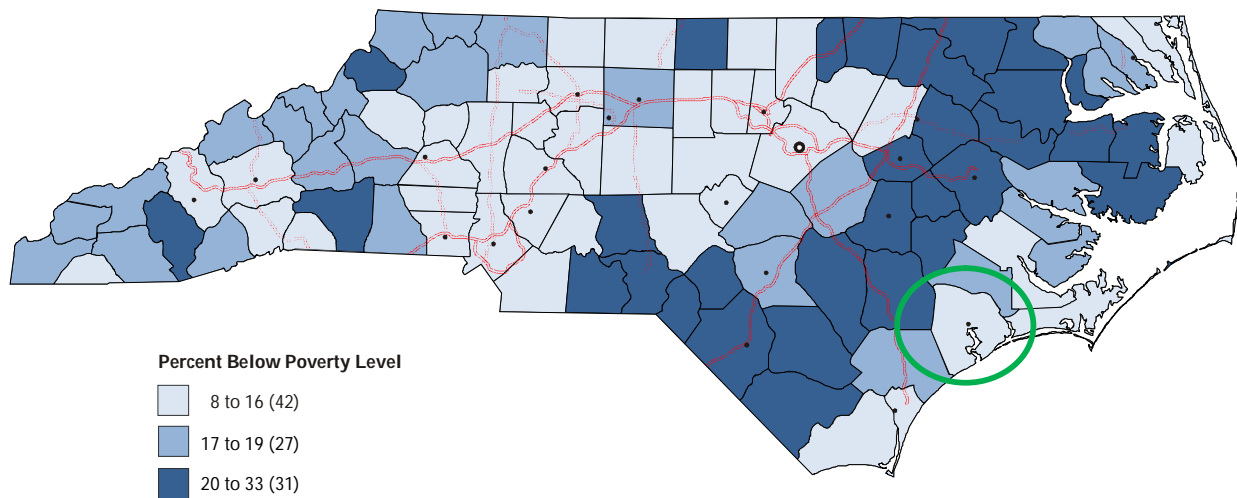 Percent Below Poverty Level
8 to 16 (42)
17 to 19 (27)
20 to 33 (31)